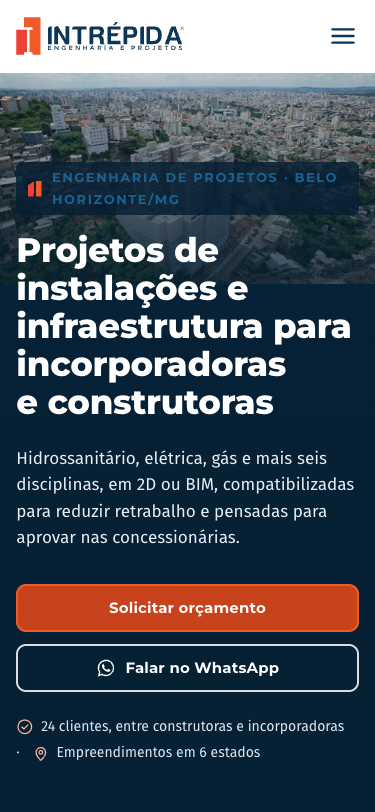 INTRÉPIDA
ENGENHARIA E PROJETOS
ENGENHARIA DE PROJETOS · BELO
HORIZONTE/MG
Projetos de
instalações e
infraestrutura para
incorporadoras
e construtoras
Hidrossanitário, elétrica, gás e mais seis
disciplinas, em 2D ou BIM, compatibilizadas
para reduzir retrabalho e pensadas para
aprovar nas concessionárias.
Solicitar orçamento
Falar no WhatsApp
24 clientes, entre construtoras e incorporadoras
· Empreendimentos em 6 estados